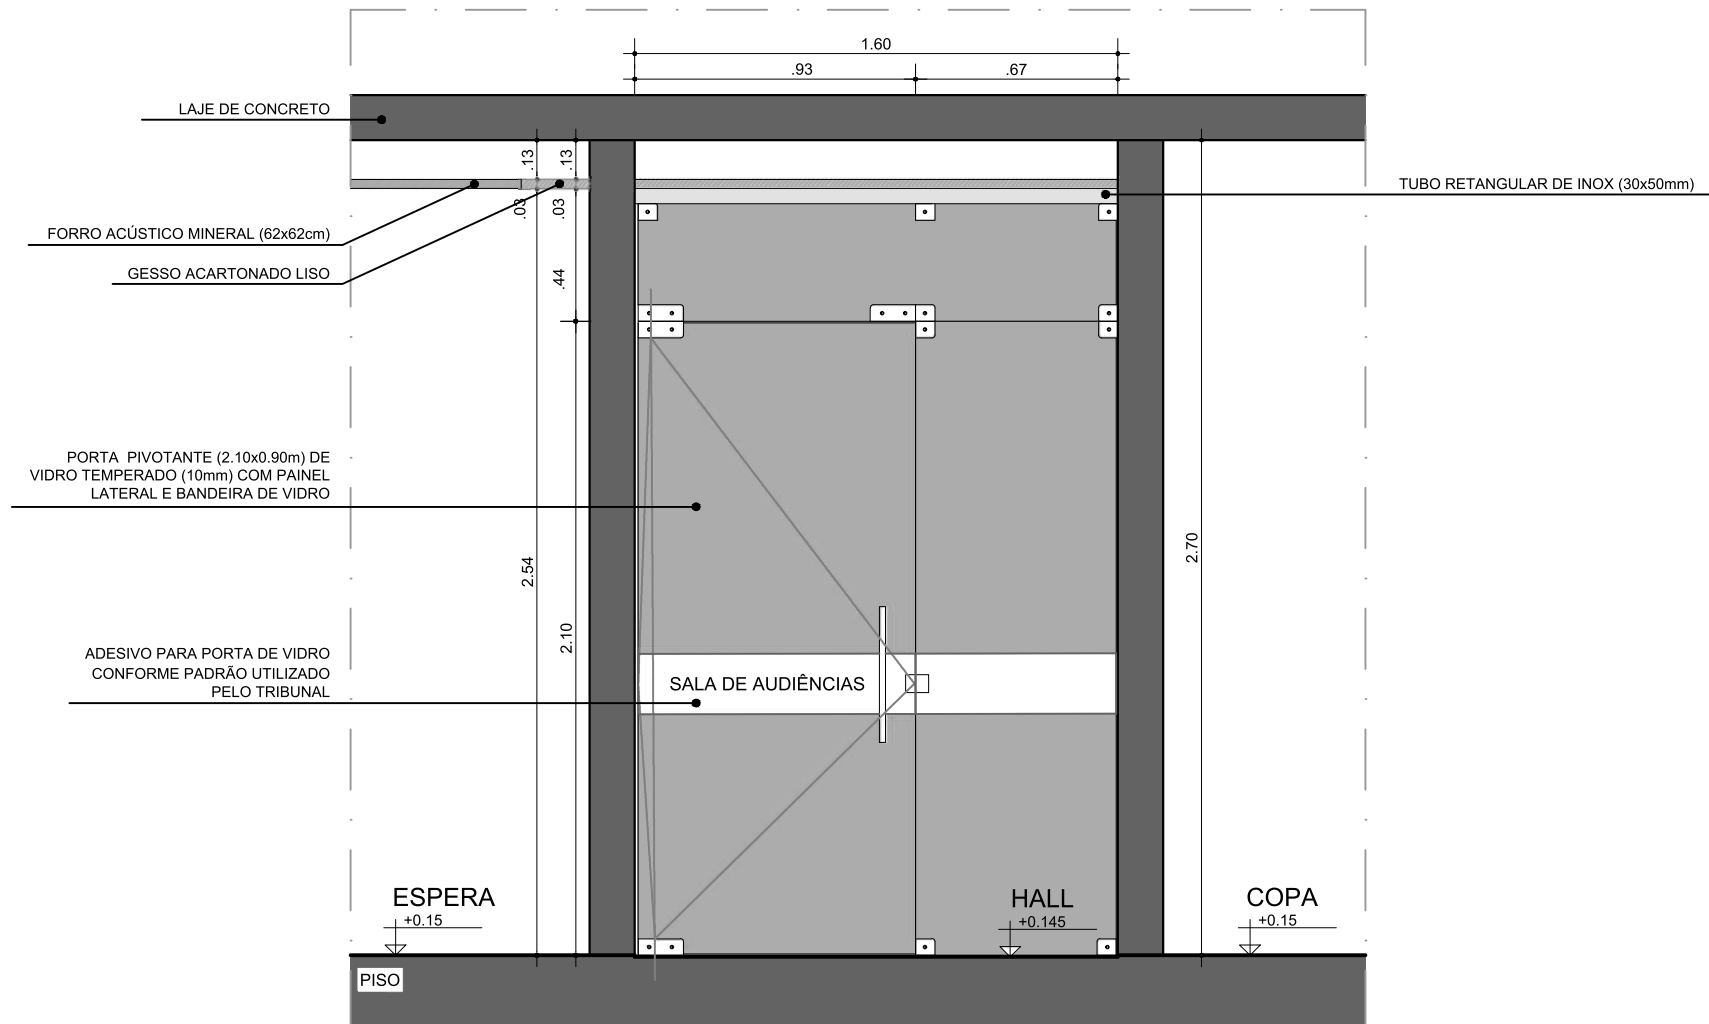 1.60
.93
.67
LAJE DE CONCRETO
.13
.13
TUBO RETANGULAR DE INOX (30x50mm)
.03
.03
FORRO ACÚSTICO MINERAL (62x62cm)
GESSO ACARTONADO LISO
.44
PORTA  PIVOTANTE (2.10x0.90m) DE
VIDRO TEMPERADO (10mm) COM PAINEL
LATERAL E BANDEIRA DE VIDRO
2.54
2.70
2.10
ADESIVO PARA PORTA DE VIDRO
CONFORME PADRÃO UTILIZADO
PELO TRIBUNAL
SALA DE AUDIÊNCIAS
ESPERA
+0.15
HALL
+0.145
COPA
+0.15
PISO